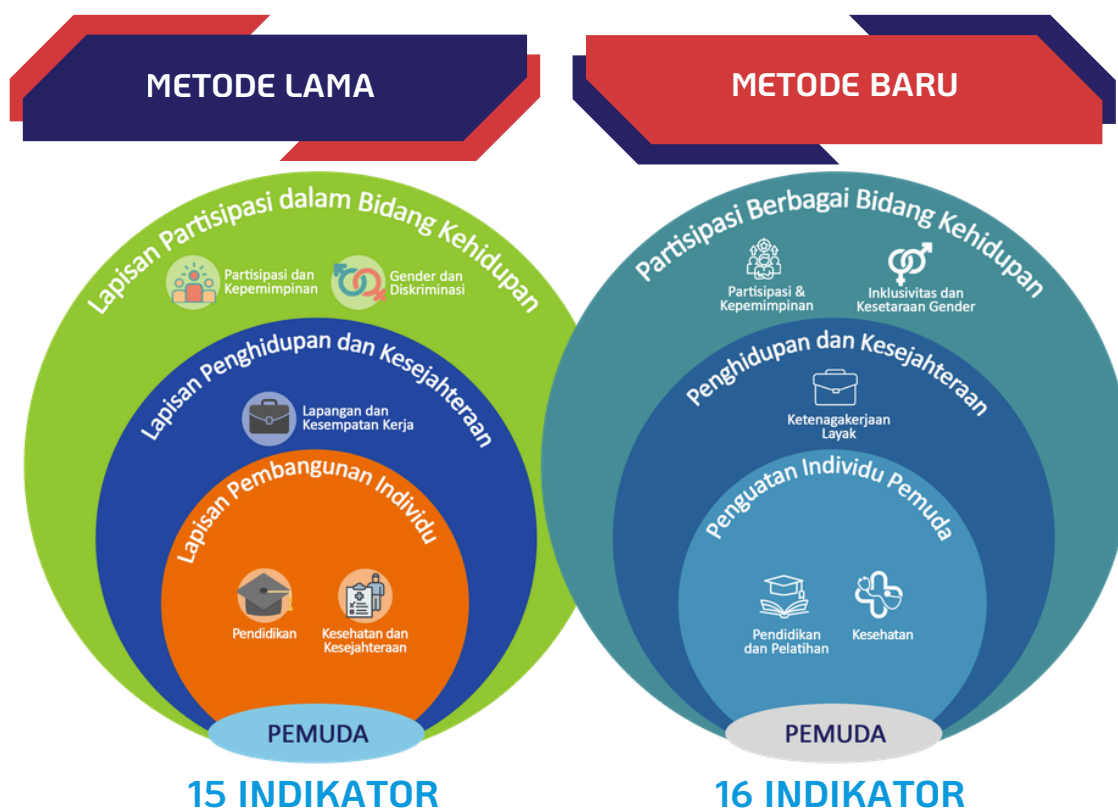 METODE LAMA
Lapisan Partisipasi dalam Bidang Kehidupan
Partisipasi dan
Kepemimpinan
Gender dan
Diskriminasi
Lapisan Penghidupan dan Kesejahteraan
Lapangan dan
Kesempatan Kerja
Lapisan Pembangunan Individu
Pendidikan
Kesehatan dan
Kesejahteraan
PEMUDA
15 INDIKATOR
METODE BARU
Partisipasi Berbagai Bidang Kehidupan
Partisipasi &
Kepemimpinan
Inklusivitas dan
Kesetaraan Gender
Penghidupan dan Kesejahteraan
Ketenagakerjaan
Layak
Penguatan Individu Pemuda
Pendidikan
dan Pelatihan
Kesehatan
PEMUDA
16 INDIKATOR